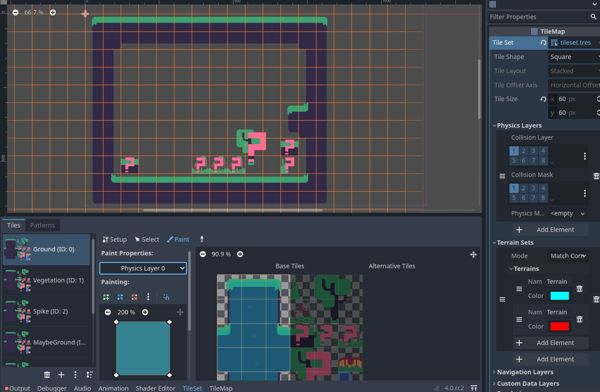 66.7 %
Filter Properties
TileMap
Tile Set
tileset.tres
Tile Shape
Square
Tile Layout
Stacked
Tile Offset Axis
Horizontal Offset
Tile Size
x 60 px
y 60 px
Physics Layers
Collision Layer
1 2 3 4
5 6 7 8
Collision Mask
1 2 3 4
5 6 7 8
Physics M...
<empty
Add Element
Terrain Sets
Mode
Match Corn
Terrains
Nam Terrain
Color
Nam Terrain
Color
Add Element
Add Element
Navigation Layers
Custom Data Layers
Tiles
Patterns
Ground (ID: 0)
Vegetation (ID: 1)
Spike (ID: 2)
MaybeGround (I...
Setup
Select
Paint
Paint Properties:
Physics Layer 0
Painting:
200 %
90.9 %
Base Tiles
Alternative Tiles
Output
Debugger
Audio
Animation
Shader Editor
TileSet
TileMap
4.0.rc2